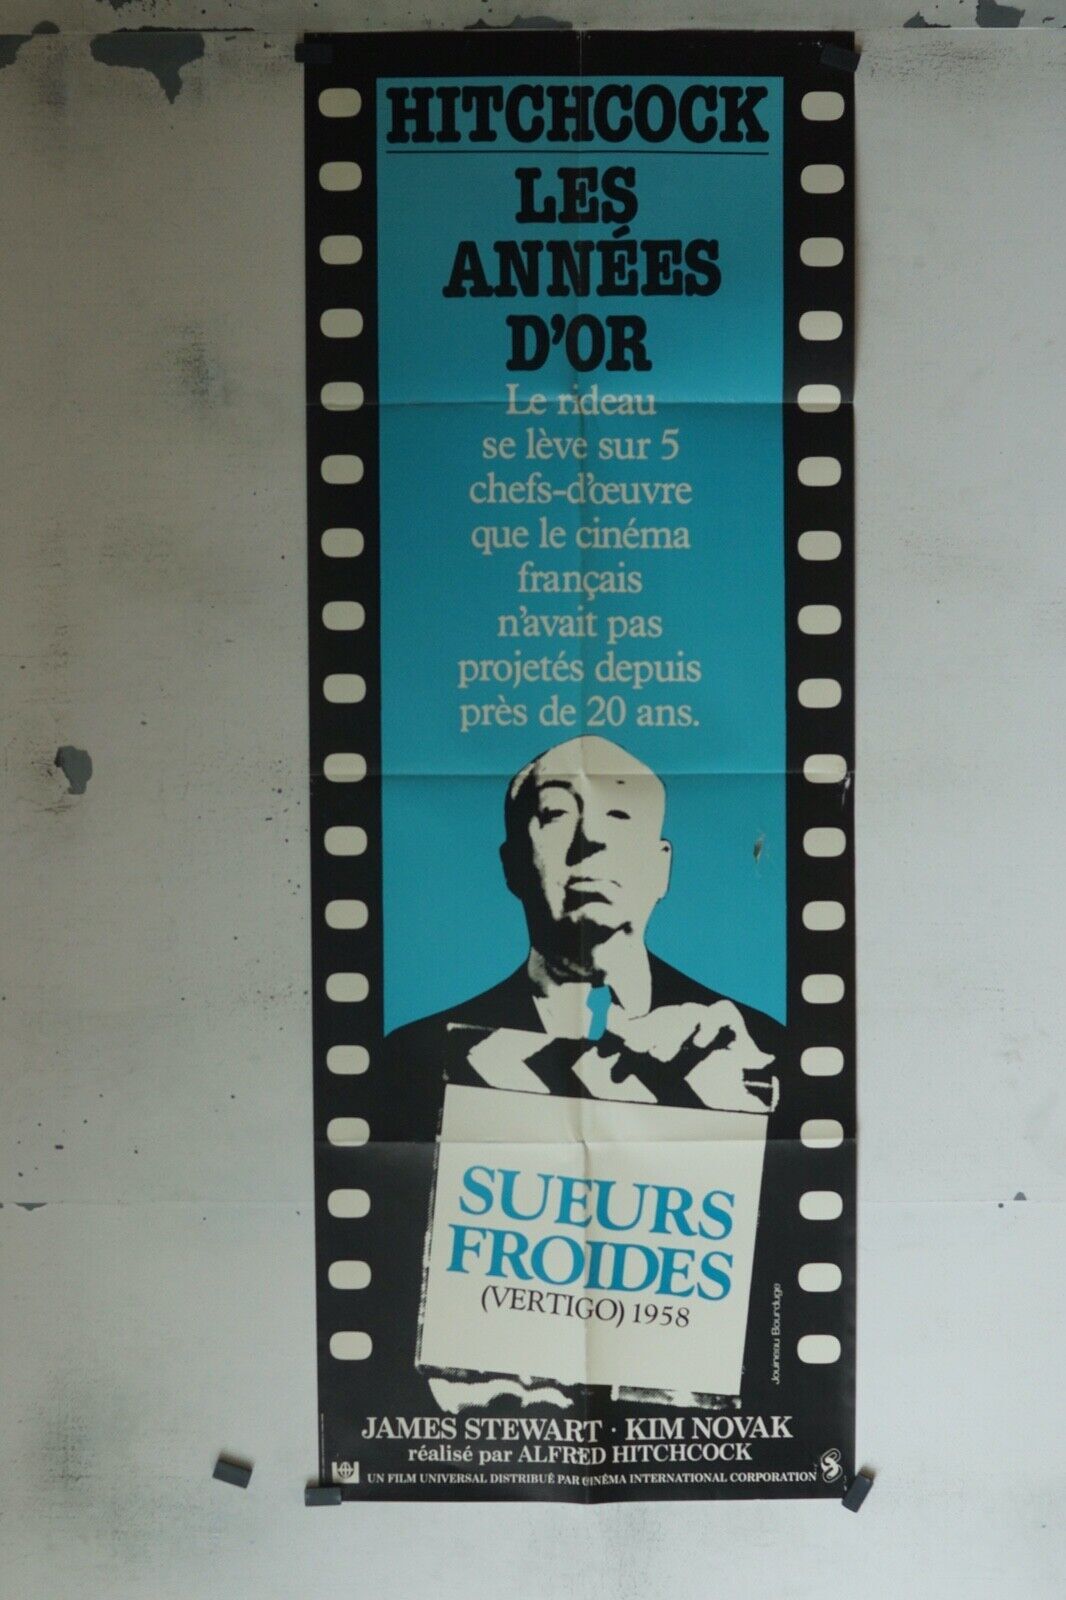 HITCHCOCK
LES
ANNÉES
D'OR
Le rideau
se lève sur 5
chefs-d'œuvre
que le cinéma
français
n'avait pas
projetés depuis
près de 20 ans.
SUEURS
FROIDES
(VERTIGO) 1958
Jouineau Bourduge
JAMES STEWART · KIM NOVAK
réalisé par ALFRED HITCHCOCK
UN FILM UNIVERSAL DISTRIBUÉ PAR CINÉMA INTERNATIONAL CORPORATION